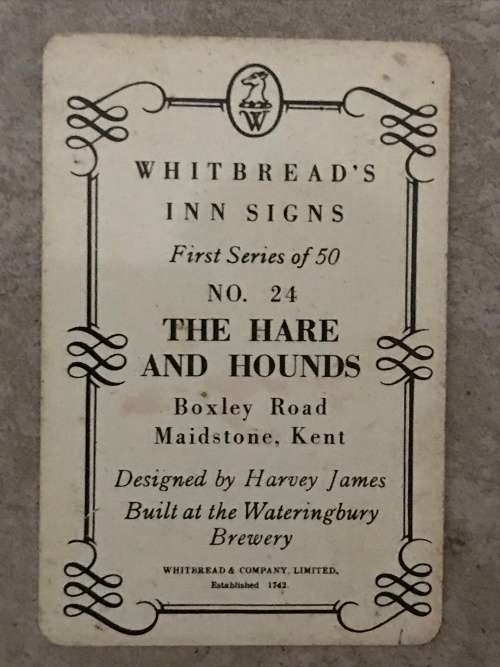 W
WHITBREAD'S
INN SIGNS
First Series of 50
NO. 24
THE HARE
AND HOUNDS
Boxley Road
Maidstone, Kent
Designed by Harvey James
Built at the Wateringbury
Brewery
WHITBREAD & COMPANY, LIMITED,
Established 1742.